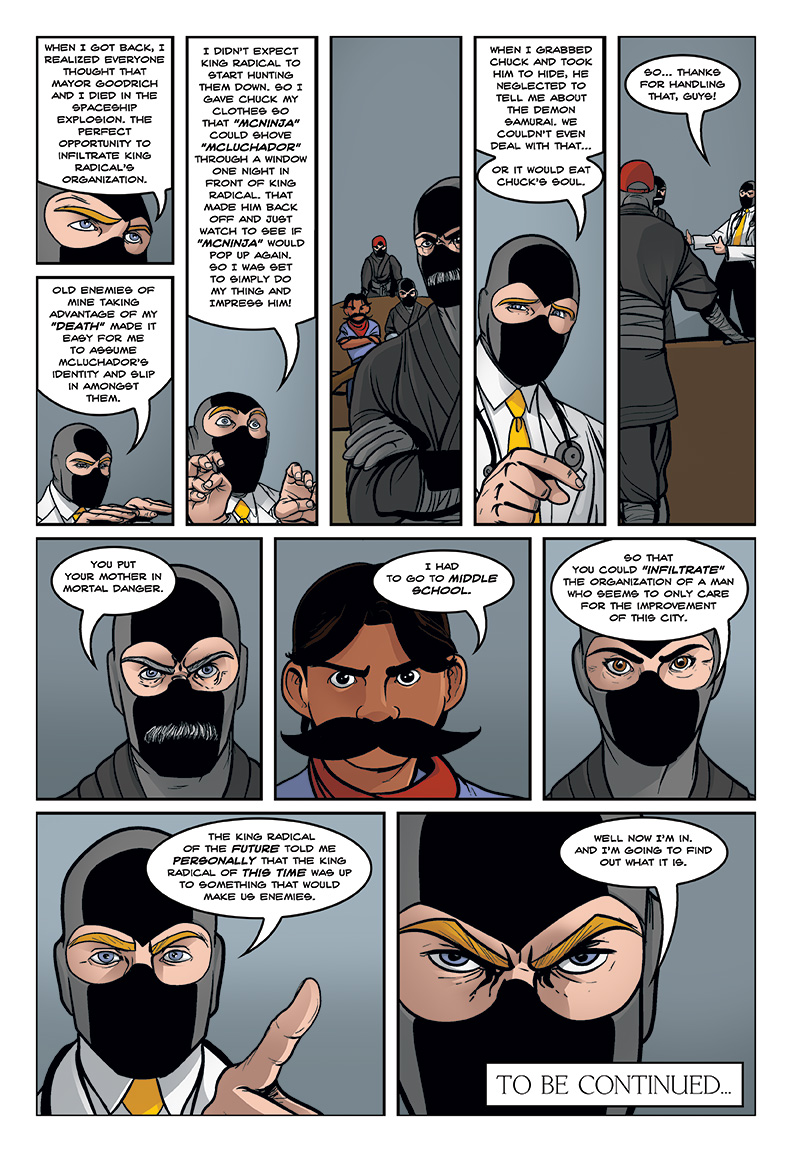 WHEN I GOT BACK, I
REALIZED EVERYONE
THOUGHT THAT
MAYOR GOODRICH
AND I DIED IN THE
SPACESHIP
EXPLOSION. THE
PERFECT
OPPORTUNITY TO
INFILTRATE KING
RADICAL'S
ORGANIZATION.
OLD ENEMIES OF
MINE TAKING
ADVANTAGE OF MY
"DEATH" MADE IT
EASY FOR ME
TO ASSUME
MCLUCHADOR'S
IDENTITY AND SLIP
IN AMONGST
THEM.
I DIDN'T EXPECT
KING RADICAL TO
START HUNTING
THEM DOWN. SO I
GAVE CHUCK MY
CLOTHES SO
THAT "MCNINJA"
COULD SHOVE
"MCLUCHADOR"
THROUGH A WINDOW
ONE NIGHT IN
FRONT OF KING
RADICAL. THAT
MADE HIM BACK
OFF AND JUST
WATCH TO SEE IF
"MCNINJA" WOULD
POP UP AGAIN.
SO I WAS SET
TO SIMPLY DO
MY THING AND
IMPRESS HIM!
WHEN I GRABBED
CHUCK AND TOOK
HIM TO HIDE, HE
NEGLECTED TO
TELL ME ABOUT
THE DEMON
SAMURAI. WE
COULDN'T EVEN
DEAL WITH THAT...
OR IT WOULD EAT
CHUCK'S SOUL.
SO... THANKS
FOR HANDLING
THAT, GUYS!
YOU PUT
YOUR MOTHER IN
MORTAL DANGER.
I HAD
TO GO TO MIDDLE
SCHOOL.
SO THAT
YOU COULD "INFILTRATE"
THE ORGANIZATION OF A MAN
WHO SEEMS TO ONLY CARE
FOR THE IMPROVEMENT
OF THIS CITY.
THE KING RADICAL
OF THE FUTURE TOLD ME
PERSONALLY THAT THE KING
RADICAL OF THIS TIME WAS UP
TO SOMETHING THAT WOULD
MAKE US ENEMIES.
WELL NOW I'M IN.
AND I'M GOING TO FIND
OUT WHAT IT IS.
TO BE CONTINUED...